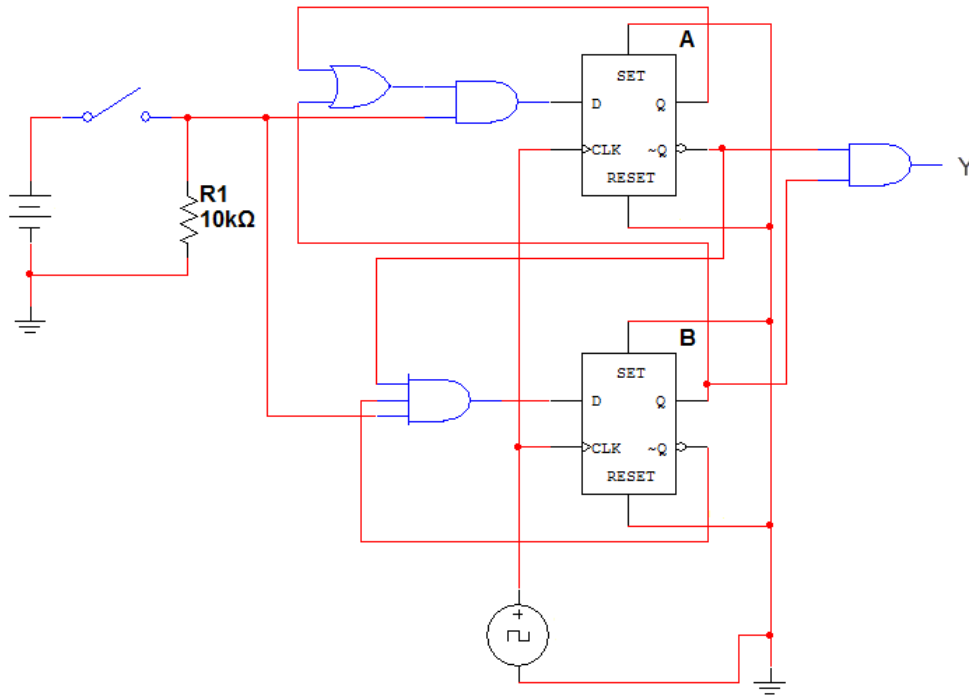 A
SET
D Q
CLK ~Q
RESET
Y
R1
10kΩ
B
SET
D Q
CLK ~Q
RESET
+